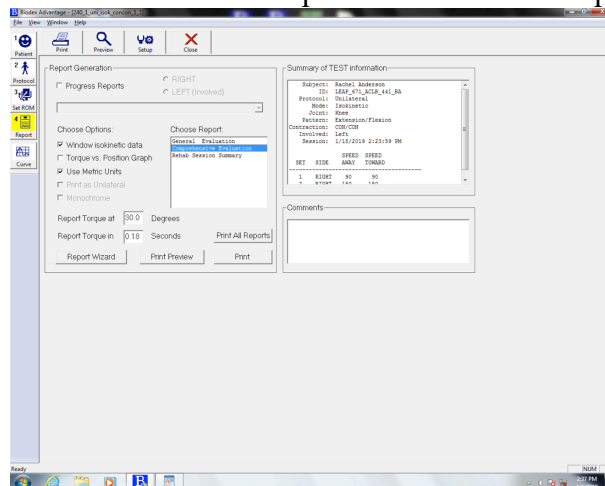 Biodex Advantage - [240_1_uni_isok_concon_3_1]
File View Window Help
Print Preview Setup Close
1
Patient
2
Protocol
3
Set ROM
4
Report
Curve
Report Generation
Progress Reports
RIGHT
LEFT (Involved)
Choose Options:
Window isokinetic data
Torque vs. Position Graph
Use Metric Units
Print as Unilateral
Monochrome
Choose Report:
General Evaluation
Comprehensive Evaluation
Rehab Session Summary
Report Torque at 30.0 Degrees
Report Torque in 0.18 Seconds
Print All Reports
Report Wizard Print Preview Print
Summary of TEST information
Subject: Rachel Anderson
ID: LEAP_671_ACLR_441_RA
Protocol: Unilateral
Mode: Isokinetic
Joint: Knee
Pattern: Extension/Flexion
Contraction: CON/CON
Involved: Left
Session: 1/18/2019 2:23:59 PM
SPEED SPEED
SET SIDE AWAY TOWARD
1 RIGHT 90 90
2 RIGHT 180 180
Comments
Ready
NUM
2:37 PM